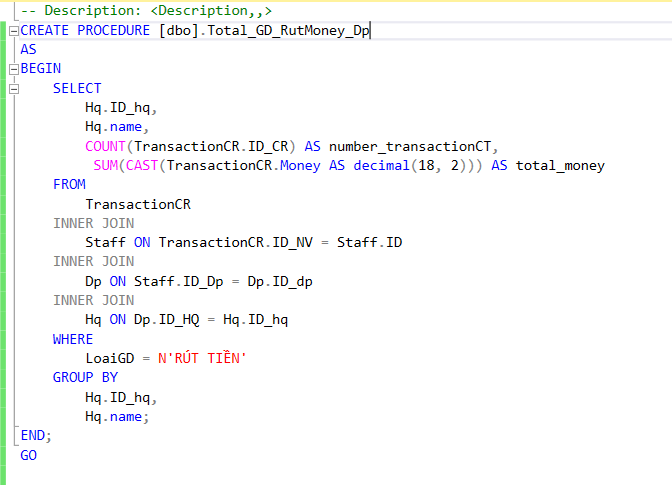 -- Description: <Description,,>
CREATE PROCEDURE [dbo].Total_GD_RutMoney_Dp
AS
BEGIN
    SELECT
        Hq.ID_hq,
        Hq.name,
        COUNT(TransactionCR.ID_CR) AS number_transactionCT,
         SUM(CAST(TransactionCR.Money AS decimal(18, 2))) AS total_money
    FROM
        TransactionCR
    INNER JOIN
        Staff ON TransactionCR.ID_NV = Staff.ID
    INNER JOIN
        Dp ON Staff.ID_Dp = Dp.ID_dp
    INNER JOIN
        Hq ON Dp.ID_HQ = Hq.ID_hq
    WHERE
        LoaiGD = N'RÚT TIỀN'
    GROUP BY
        Hq.ID_hq,
        Hq.name;
END;
GO